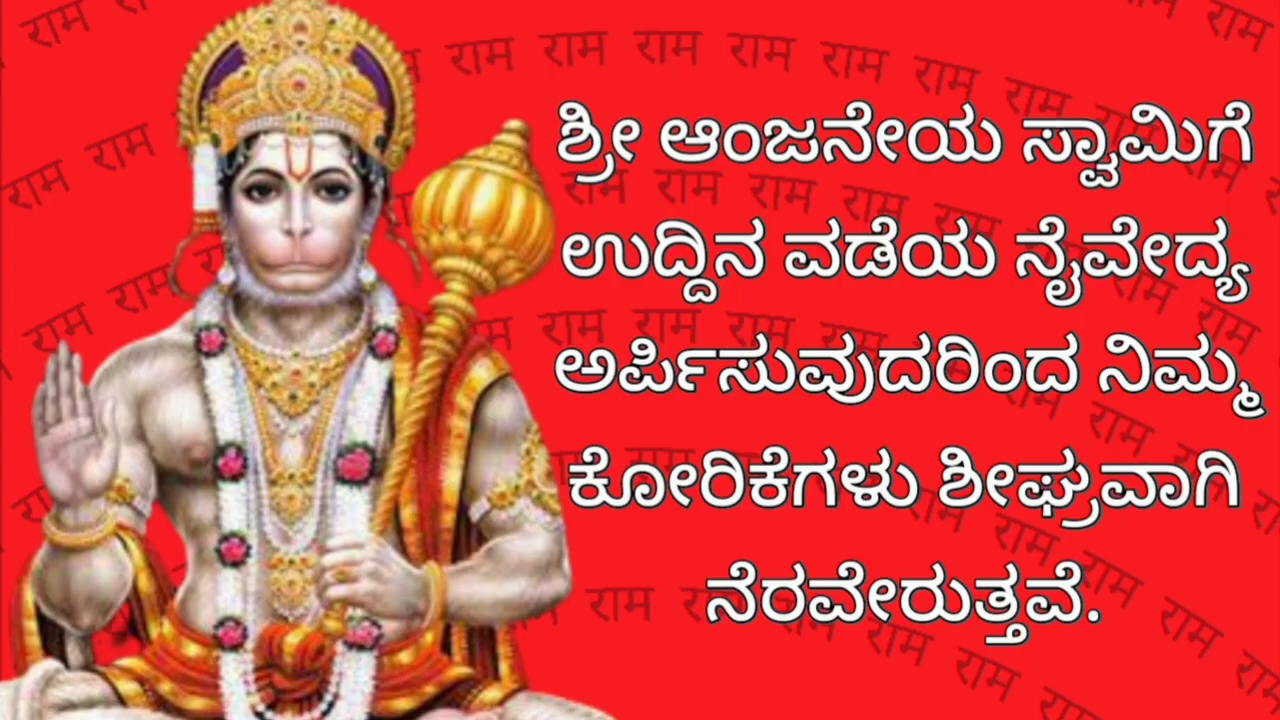 ಶ್ರೀ ಆಂಜನೇಯ ಸ್ವಾಮಿಗೆ
ಉದ್ದಿನ ವಡೆಯ ನೈವೇದ್ಯ
ಅರ್ಪಿಸುವುದರಿಂದ ನಿಮ್ಮ
ಕೋರಿಕೆಗಳು ಶೀಘ್ರವಾಗಿ
ನೆರವೇರುತ್ತವೆ.
राम राम राम राम राम राम राम राम
राम राम राम राम राम राम
राम राम राम राम राम राम
राम राम राम राम राम राम